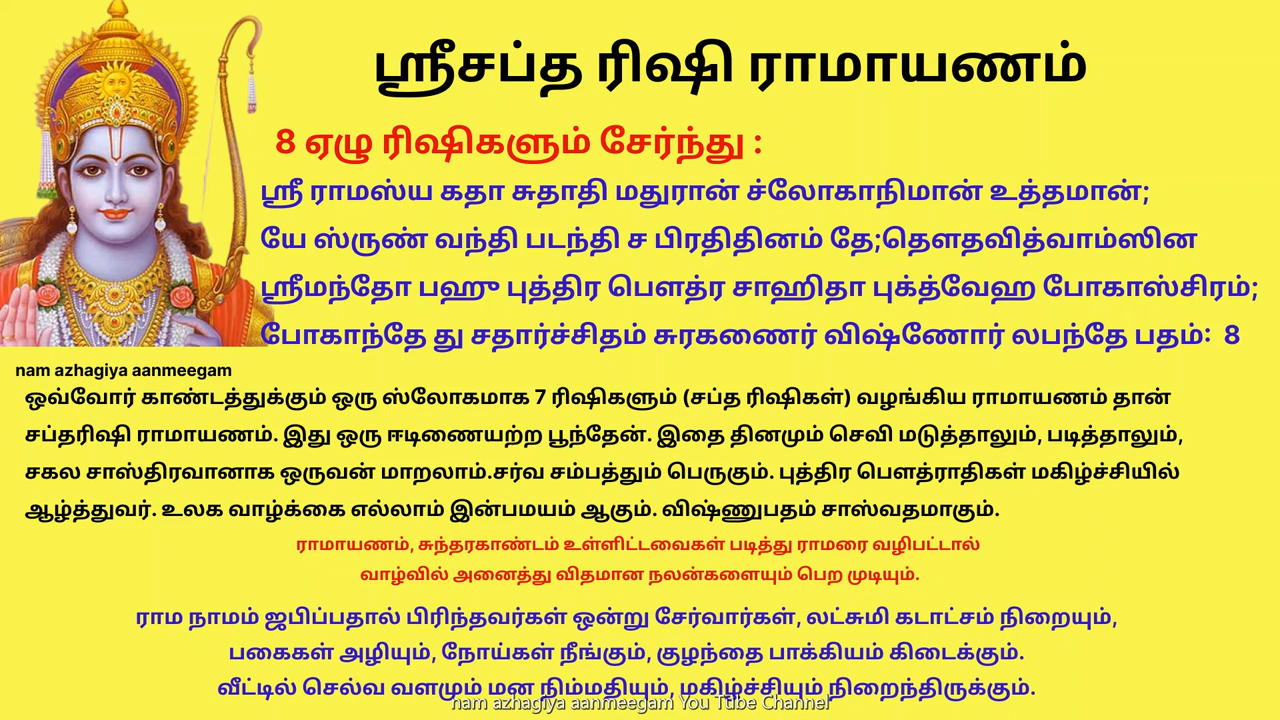 ஸ்ரீசப்த ரிஷி ராமாயணம்
8 ஏழு ரிஷிகளும் சேர்ந்து :
ஸ்ரீ ராமஸ்ய கதா சுதாதி மதுரான் ச்லோகாநிமான் உத்தமான்;
யே ஸ்ருண் வந்தி படந்தி ச பிரதிதினம் தே;தௌதவித்வாம்ஸின
ஸ்ரீமந்தோ பஹு புத்திர பௌத்ர சாஹிதா புக்த்வேஹ போகாஸ்சிரம்;
போகாந்தே து சதார்ச்சிதம் சுரகணைர் விஷ்ணோர் லபந்தே பதம்: 8
nam azhagiya aanmeegam
ஒவ்வோர் காண்டத்துக்கும் ஒரு ஸ்லோகமாக 7 ரிஷிகளும் (சப்த ரிஷிகள்) வழங்கிய ராமாயணம் தான்
சப்தரிஷி ராமாயணம். இது ஒரு ஈடிணையற்ற பூந்தேன். இதை தினமும் செவி மடுத்தாலும், படித்தாலும்,
சகல சாஸ்திரவானாக ஒருவன் மாறலாம்.சர்வ சம்பத்தும் பெருகும். புத்திர பௌத்ராதிகள் மகிழ்ச்சியில்
ஆழ்த்துவர். உலக வாழ்க்கை எல்லாம் இன்பமயம் ஆகும். விஷ்ணுபதம் சாஸ்வதமாகும்.
ராமாயணம், சுந்தரகாண்டம் உள்ளிட்டவைகள் படித்து ராமரை வழிபட்டால்
வாழ்வில் அனைத்து விதமான நலன்களையும் பெற முடியும்.
ராம நாமம் ஜபிப்பதால் பிரிந்தவர்கள் ஒன்று சேர்வார்கள், லட்சுமி கடாட்சம் நிறையும்,
பகைகள் அழியும், நோய்கள் நீங்கும், குழந்தை பாக்கியம் கிடைக்கும்.
வீட்டில் செல்வ வளமும் மன நிம்மதியும், மகிழ்ச்சியும் நிறைந்திருக்கும்.
nam azhagiya aanmeegam You Tube Channel